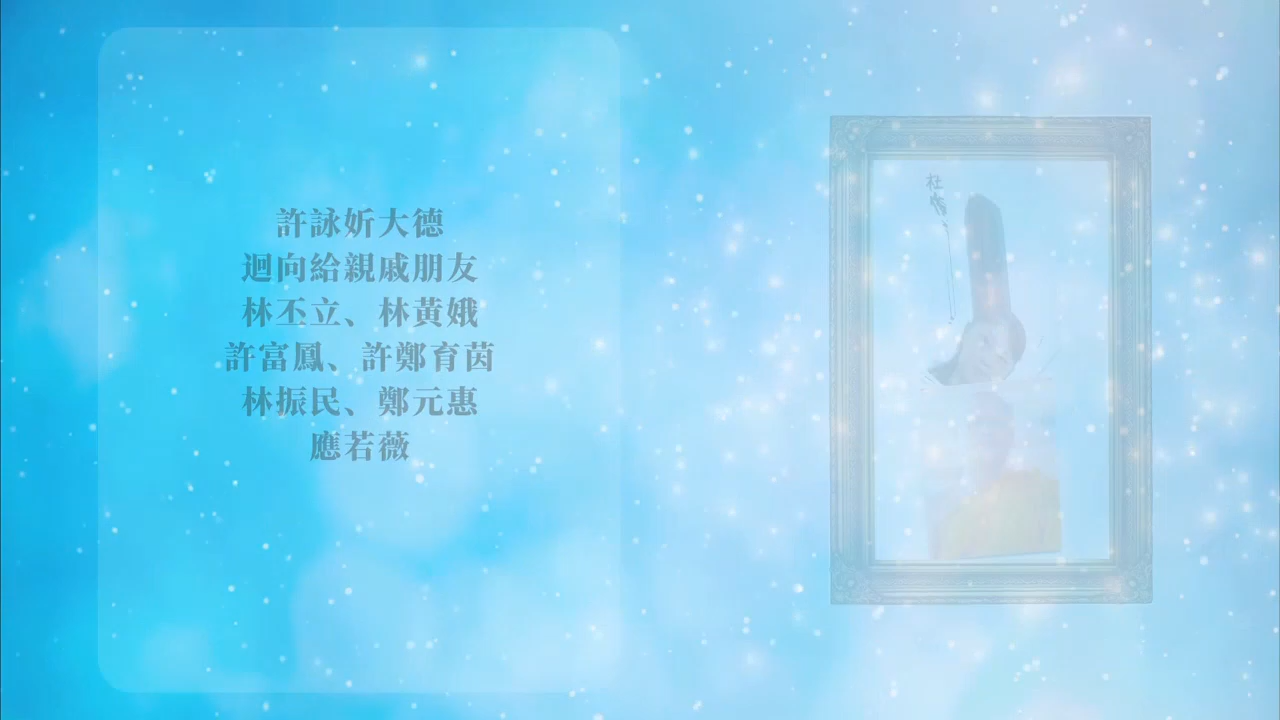 許詠妡大德
迴向給親戚朋友
林丕立、林黃娥
許富鳳、許鄭育茵
林振民、鄭元惠
應若薇